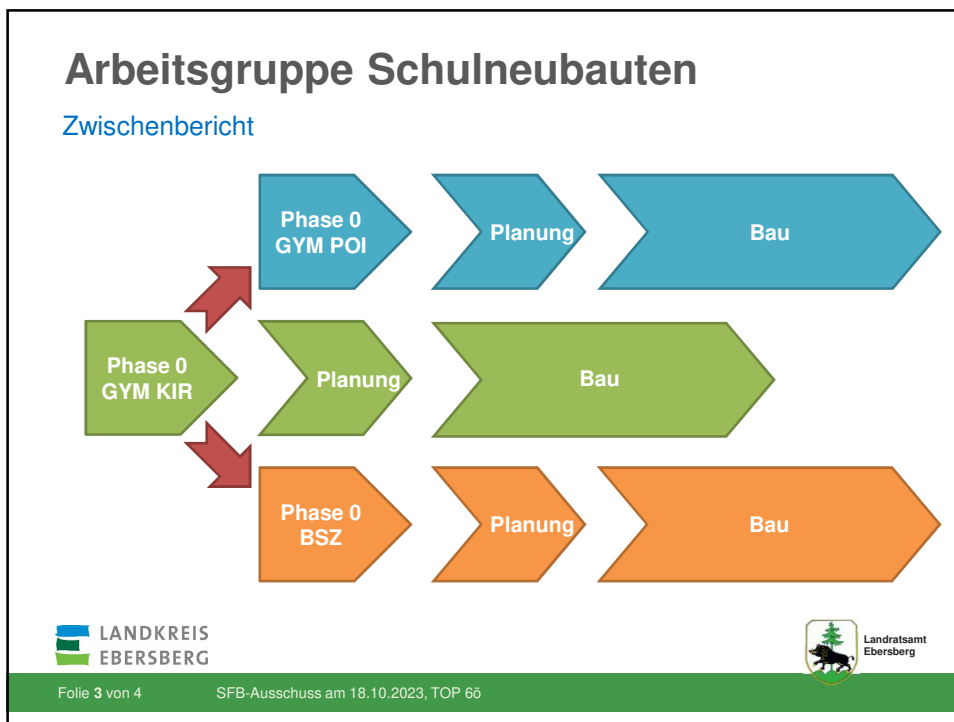 Arbeitsgruppe Schulneubauten
Zwischenbericht
Phase 0
GYM POI
Planung
Bau
Phase 0
GYM KIR
Planung
Bau
Phase 0
BSZ
Planung
Bau
LANDKREIS
EBERSBERG
Landratsamt
Ebersberg
Folie 3 von 4
SFB-Ausschuss am 18.10.2023, TOP 6ö